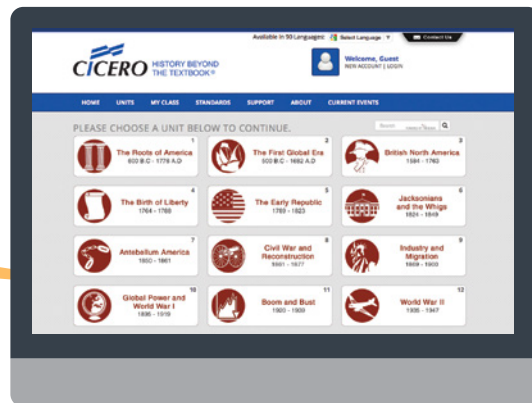 Available in 50 Languages: Select Language ▼
Contact Us
CICERO
HISTORY BEYOND
THE TEXTBOOK®
Welcome, Guest
NEW ACCOUNT | LOGIN
HOME UNITS MY CLASS STANDARDS SUPPORT ABOUT CURRENT EVENTS
PLEASE CHOOSE A UNIT BELOW TO CONTINUE.
Search
1
The Roots of America
600 B.C - 1776 A.D
2
The First Global Era
600 B.C - 1682 A.D
3
British North America
1584 - 1763
4
The Birth of Liberty
1764 - 1788
5
The Early Republic
1789 - 1823
6
Jacksonians
and the Whigs
1824 - 1849
7
Antebellum America
1850 - 1861
8
Civil War and
Reconstruction
1861 - 1877
9
Industry and
Migration
10
Global Power and
World War I
11
Boom and Bust
1920 - 1939
12
World War II